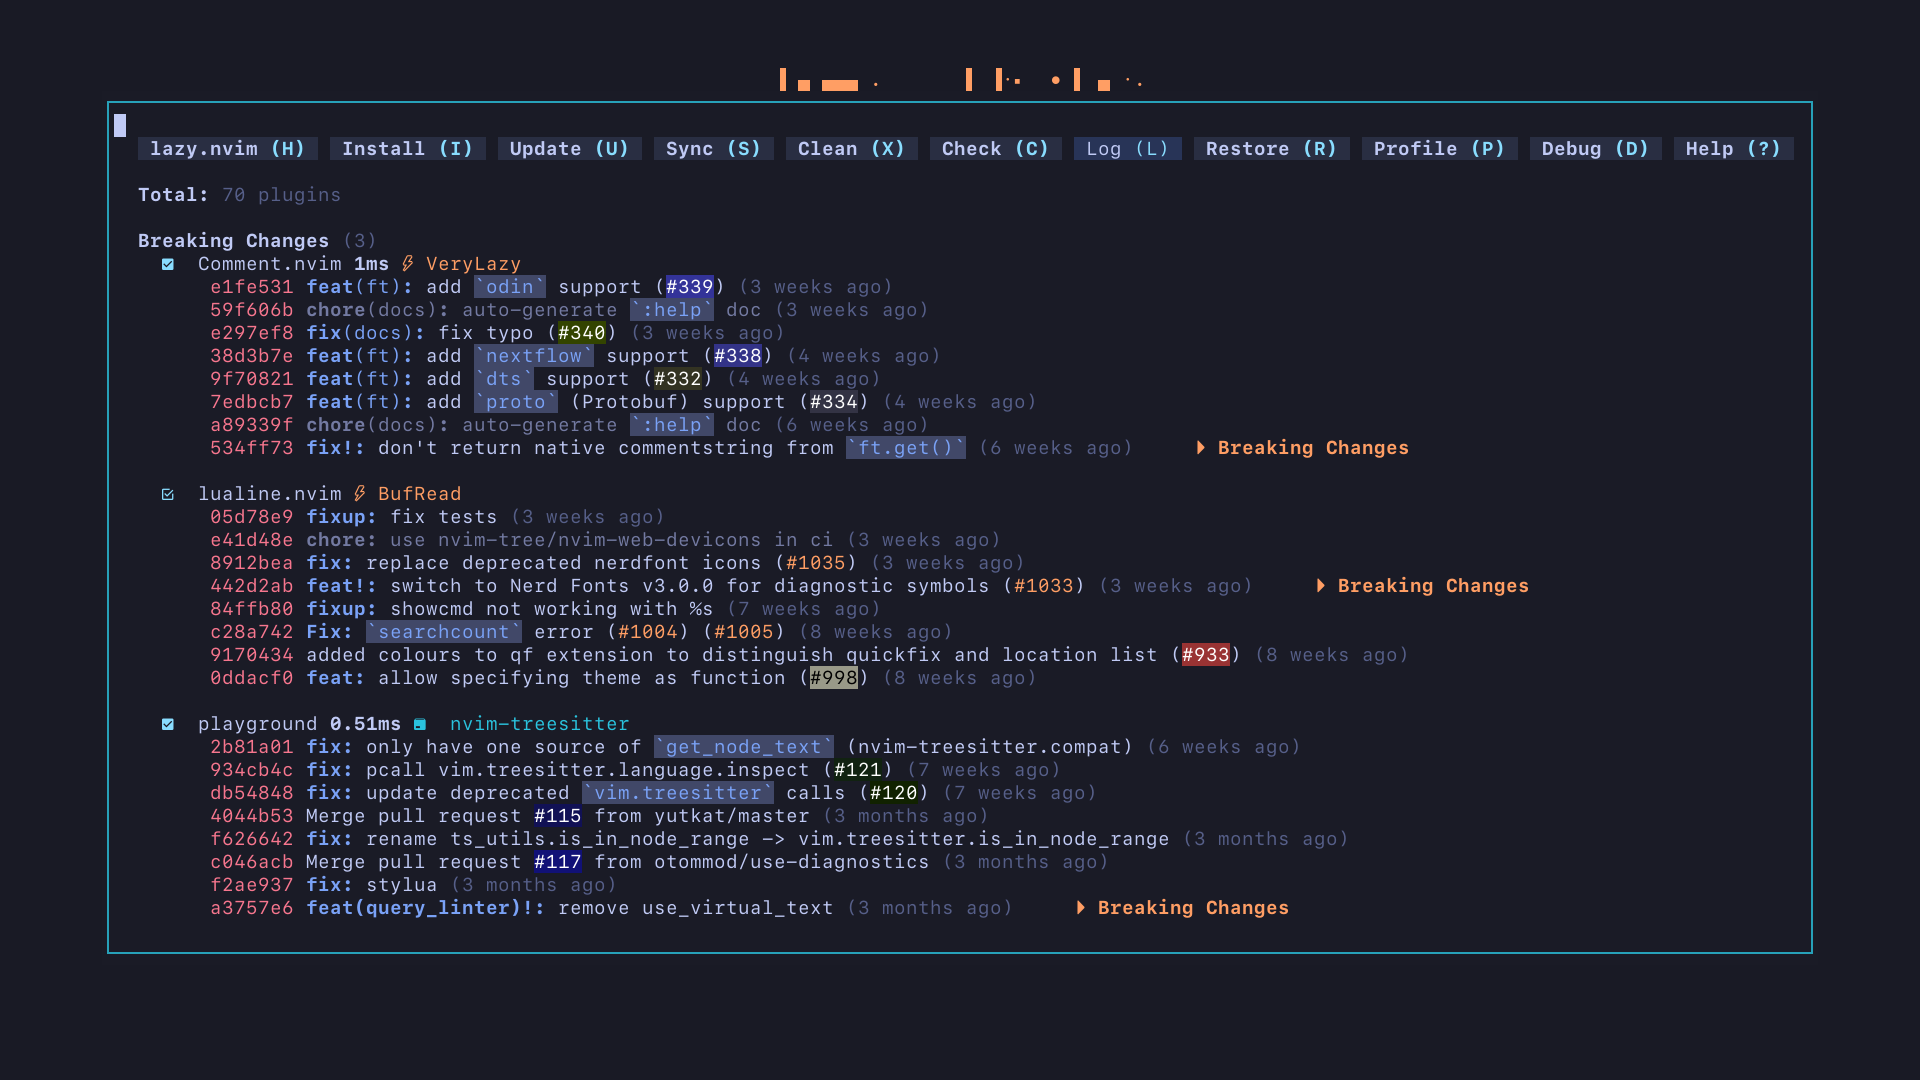 lazy.nvim (H) Install (I) Update (U) Sync (S) Clean (X) Check (C) Log (L) Restore (R) Profile (P) Debug (D) Help (?)
Total: 70 plugins
Breaking Changes (3)
Comment.nvim 1ms VeryLazy
e1fe531 feat(ft): add `odin` support (#339) (3 weeks ago)
59f606b chore(docs): auto-generate `:help` doc (3 weeks ago)
e297ef8 fix(docs): fix typo (#340) (3 weeks ago)
38d3b7e feat(ft): add `nextflow` support (#338) (4 weeks ago)
9f70821 feat(ft): add `dts` support (#332) (4 weeks ago)
7edbcb7 feat(ft): add `proto` (Protobuf) support (#334) (4 weeks ago)
a89339f chore(docs): auto-generate `:help` doc (6 weeks ago)
534ff73 fix!: don't return native commentstring from `ft.get()` (6 weeks ago) Breaking Changes
lualine.nvim BufRead
05d78e9 fixup: fix tests (3 weeks ago)
e41d48e chore: use nvim-tree/nvim-web-devicons in ci (3 weeks ago)
8912bea fix: replace deprecated nerdfont icons (#1035) (3 weeks ago)
442d2ab feat!: switch to Nerd Fonts v3.0.0 for diagnostic symbols (#1033) (3 weeks ago) Breaking Changes
84ffb80 fixup: showcmd not working with %s (7 weeks ago)
c28a742 Fix: `searchcount` error (#1004) (#1005) (8 weeks ago)
9170434 added colours to qf extension to distinguish quickfix and location list (#933) (8 weeks ago)
0ddacf0 feat: allow specifying theme as function (#998) (8 weeks ago)
playground 0.51ms nvim-treesitter
2b81a01 fix: only have one source of `get_node_text` (nvim-treesitter.compat) (6 weeks ago)
934cb4c fix: pcall vim.treesitter.language.inspect (#121) (7 weeks ago)
db54848 fix: update deprecated `vim.treesitter` calls (#120) (7 weeks ago)
4044b53 Merge pull request #115 from yutkat/master (3 months ago)
f626642 fix: rename ts_utils.is_in_node_range -> vim.treesitter.is_in_node_range (3 months ago)
c046acb Merge pull request #117 from otommod/use-diagnostics (3 months ago)
f2ae937 fix: stylua (3 months ago)
a3757e6 feat(query_linter)!: remove use_virtual_text (3 months ago) Breaking Changes